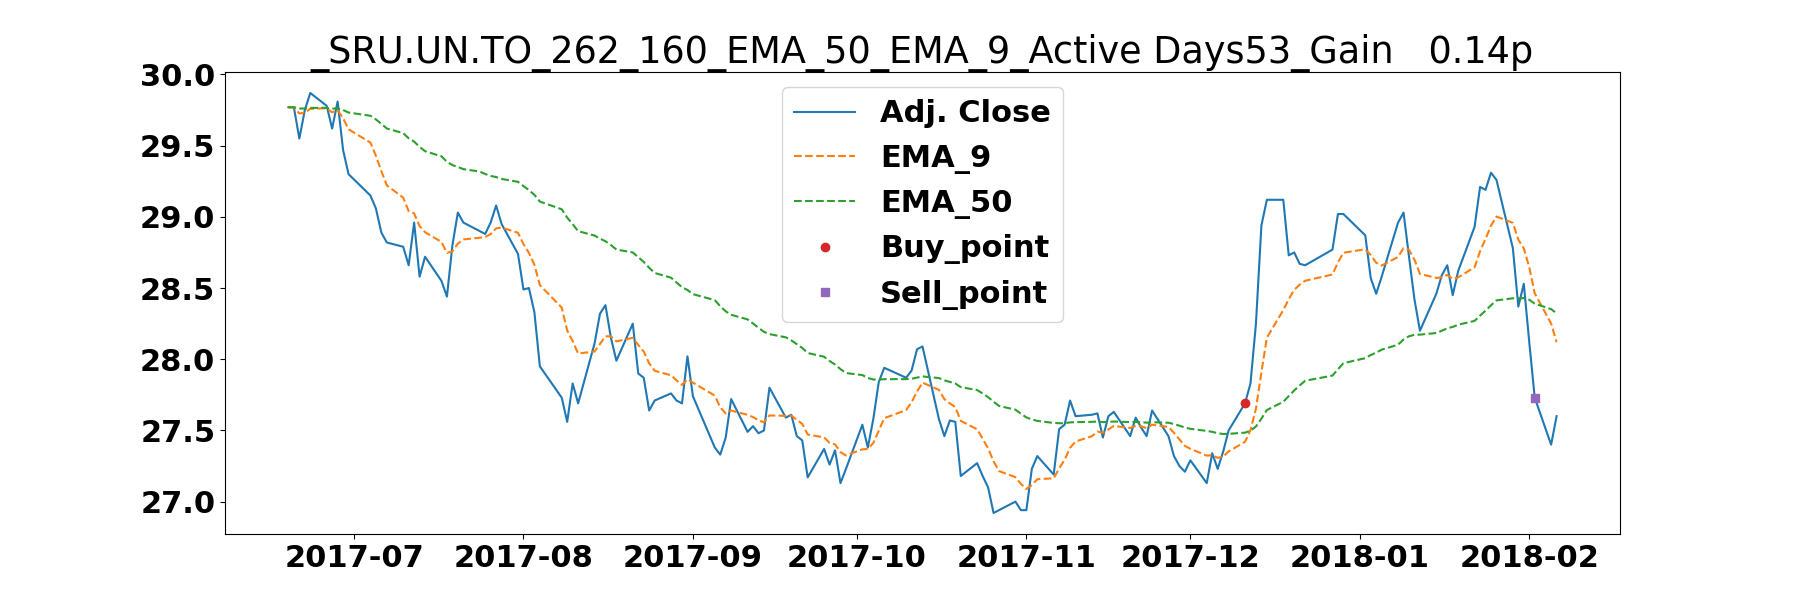 _SRU.UN.TO_262_160_EMA_50_EMA_9_Active Days53_Gain   0.14p
30.0
29.5
29.0
28.5
28.0
27.5
27.0
Adj. Close
EMA_9
EMA_50
Buy_point
Sell_point
2017-07 2017-08 2017-09 2017-10 2017-11 2017-12 2018-01 2018-02